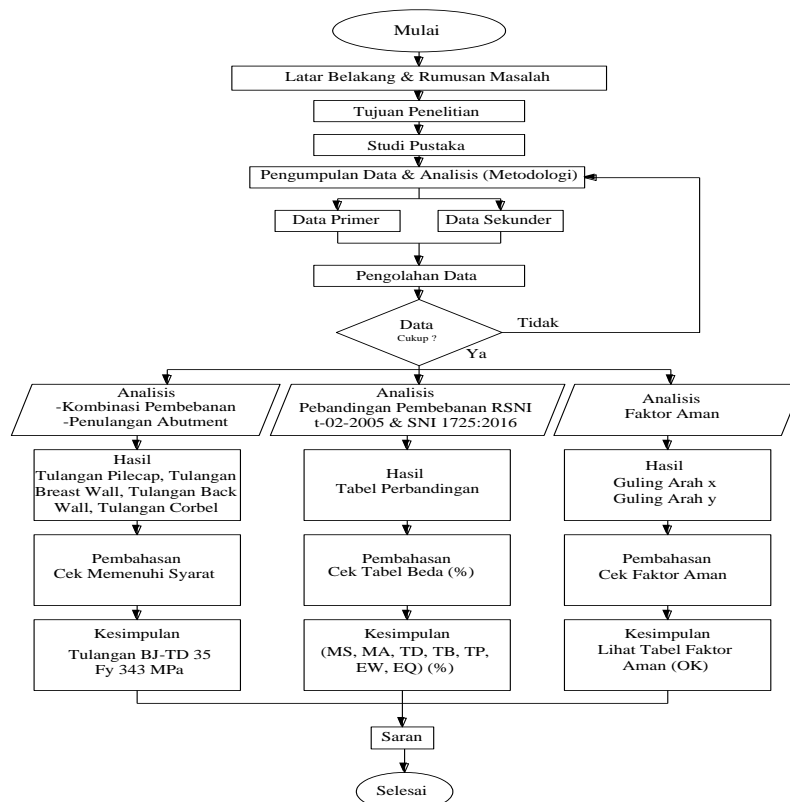 Mulai
Latar Belakang & Rumusan Masalah
Tujuan Penelitian
Studi Pustaka
Pengumpulan Data & Analisis (Metodologi)
Data Primer
Data Sekunder
Pengolahan Data
Data
Cukup ?
Tidak
Ya
Analisis
-Kombinasi Pembebanan
-Penulangan Abutment
Analisis
Pebandingan Pembebanan RSNI
t-02-2005 & SNI 1725:2016
Analisis
Faktor Aman
Hasil
Tulangan Pilecap, Tulangan
Breast Wall, Tulangan Back
Wall, Tulangan Corbel
Hasil
Tabel Perbandingan
Hasil
Guling Arah x
Guling Arah y
Pembahasan
Cek Memenuhi Syarat
Pembahasan
Cek Tabel Beda (%)
Pembahasan
Cek Faktor Aman
Kesimpulan
Tulangan BJ-TD 35
Fy 343 MPa
Kesimpulan
(MS, MA, TD, TB, TP,
EW, EQ) (%)
Kesimpulan
Lihat Tabel Faktor
Aman (OK)
Saran
Selesai